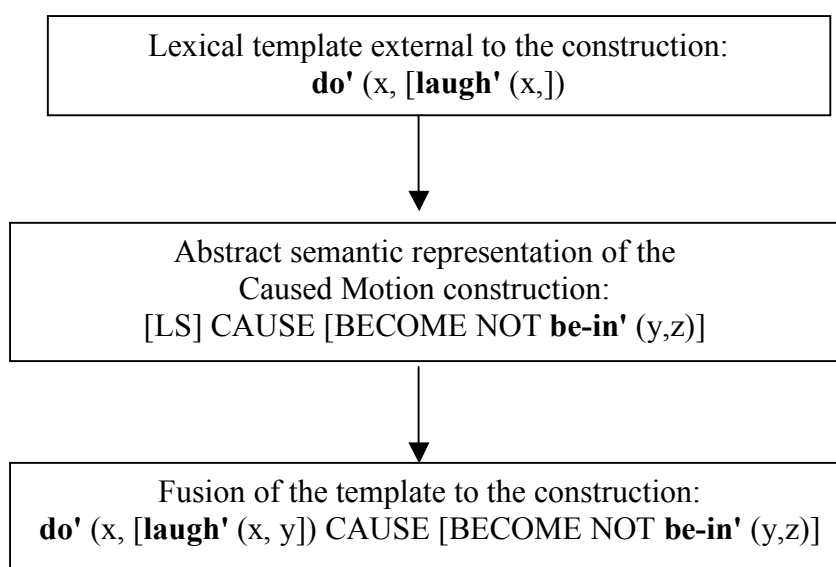 Lexical template external to the construction:
do' (x, [laugh' (x,])
Abstract semantic representation of the
Caused Motion construction:
[LS] CAUSE [BECOME NOT be-in' (y,z)]
Fusion of the template to the construction:
do' (x, [laugh' (x, y]) CAUSE [BECOME NOT be-in' (y,z)]